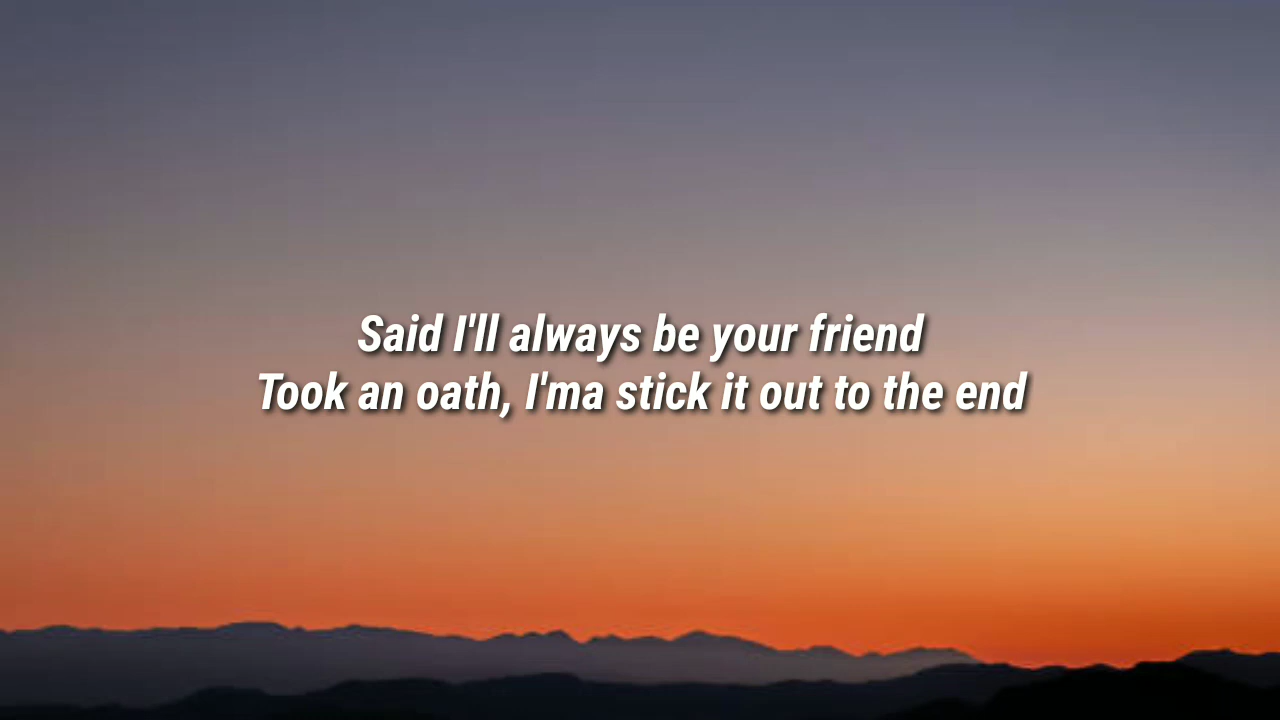 Said I'll always be your friend
Took an oath, I'ma stick it out to the end